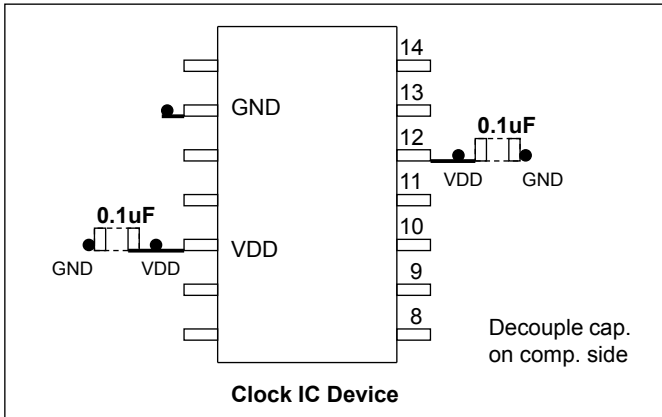 14
13
GND
0.1uF
12
VDD GND
11
0.1uF
VDD
10
GND VDD
9
8
Decouple cap.
on comp. side
Clock IC Device